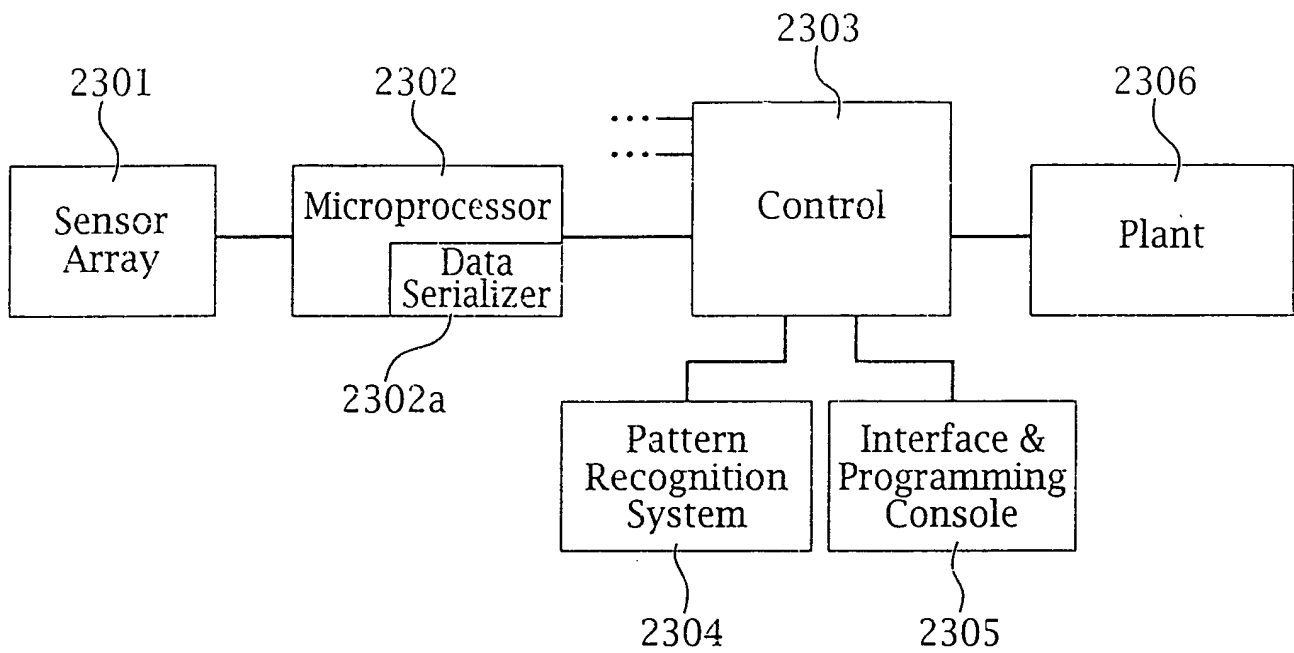 2303
2301
2302
2306
Sensor
Array
Microprocessor
Data
Serializer
...
...
Control
Plant
2302a
Pattern
Recognition
System
Interface &
Programming
Console
2304
2305